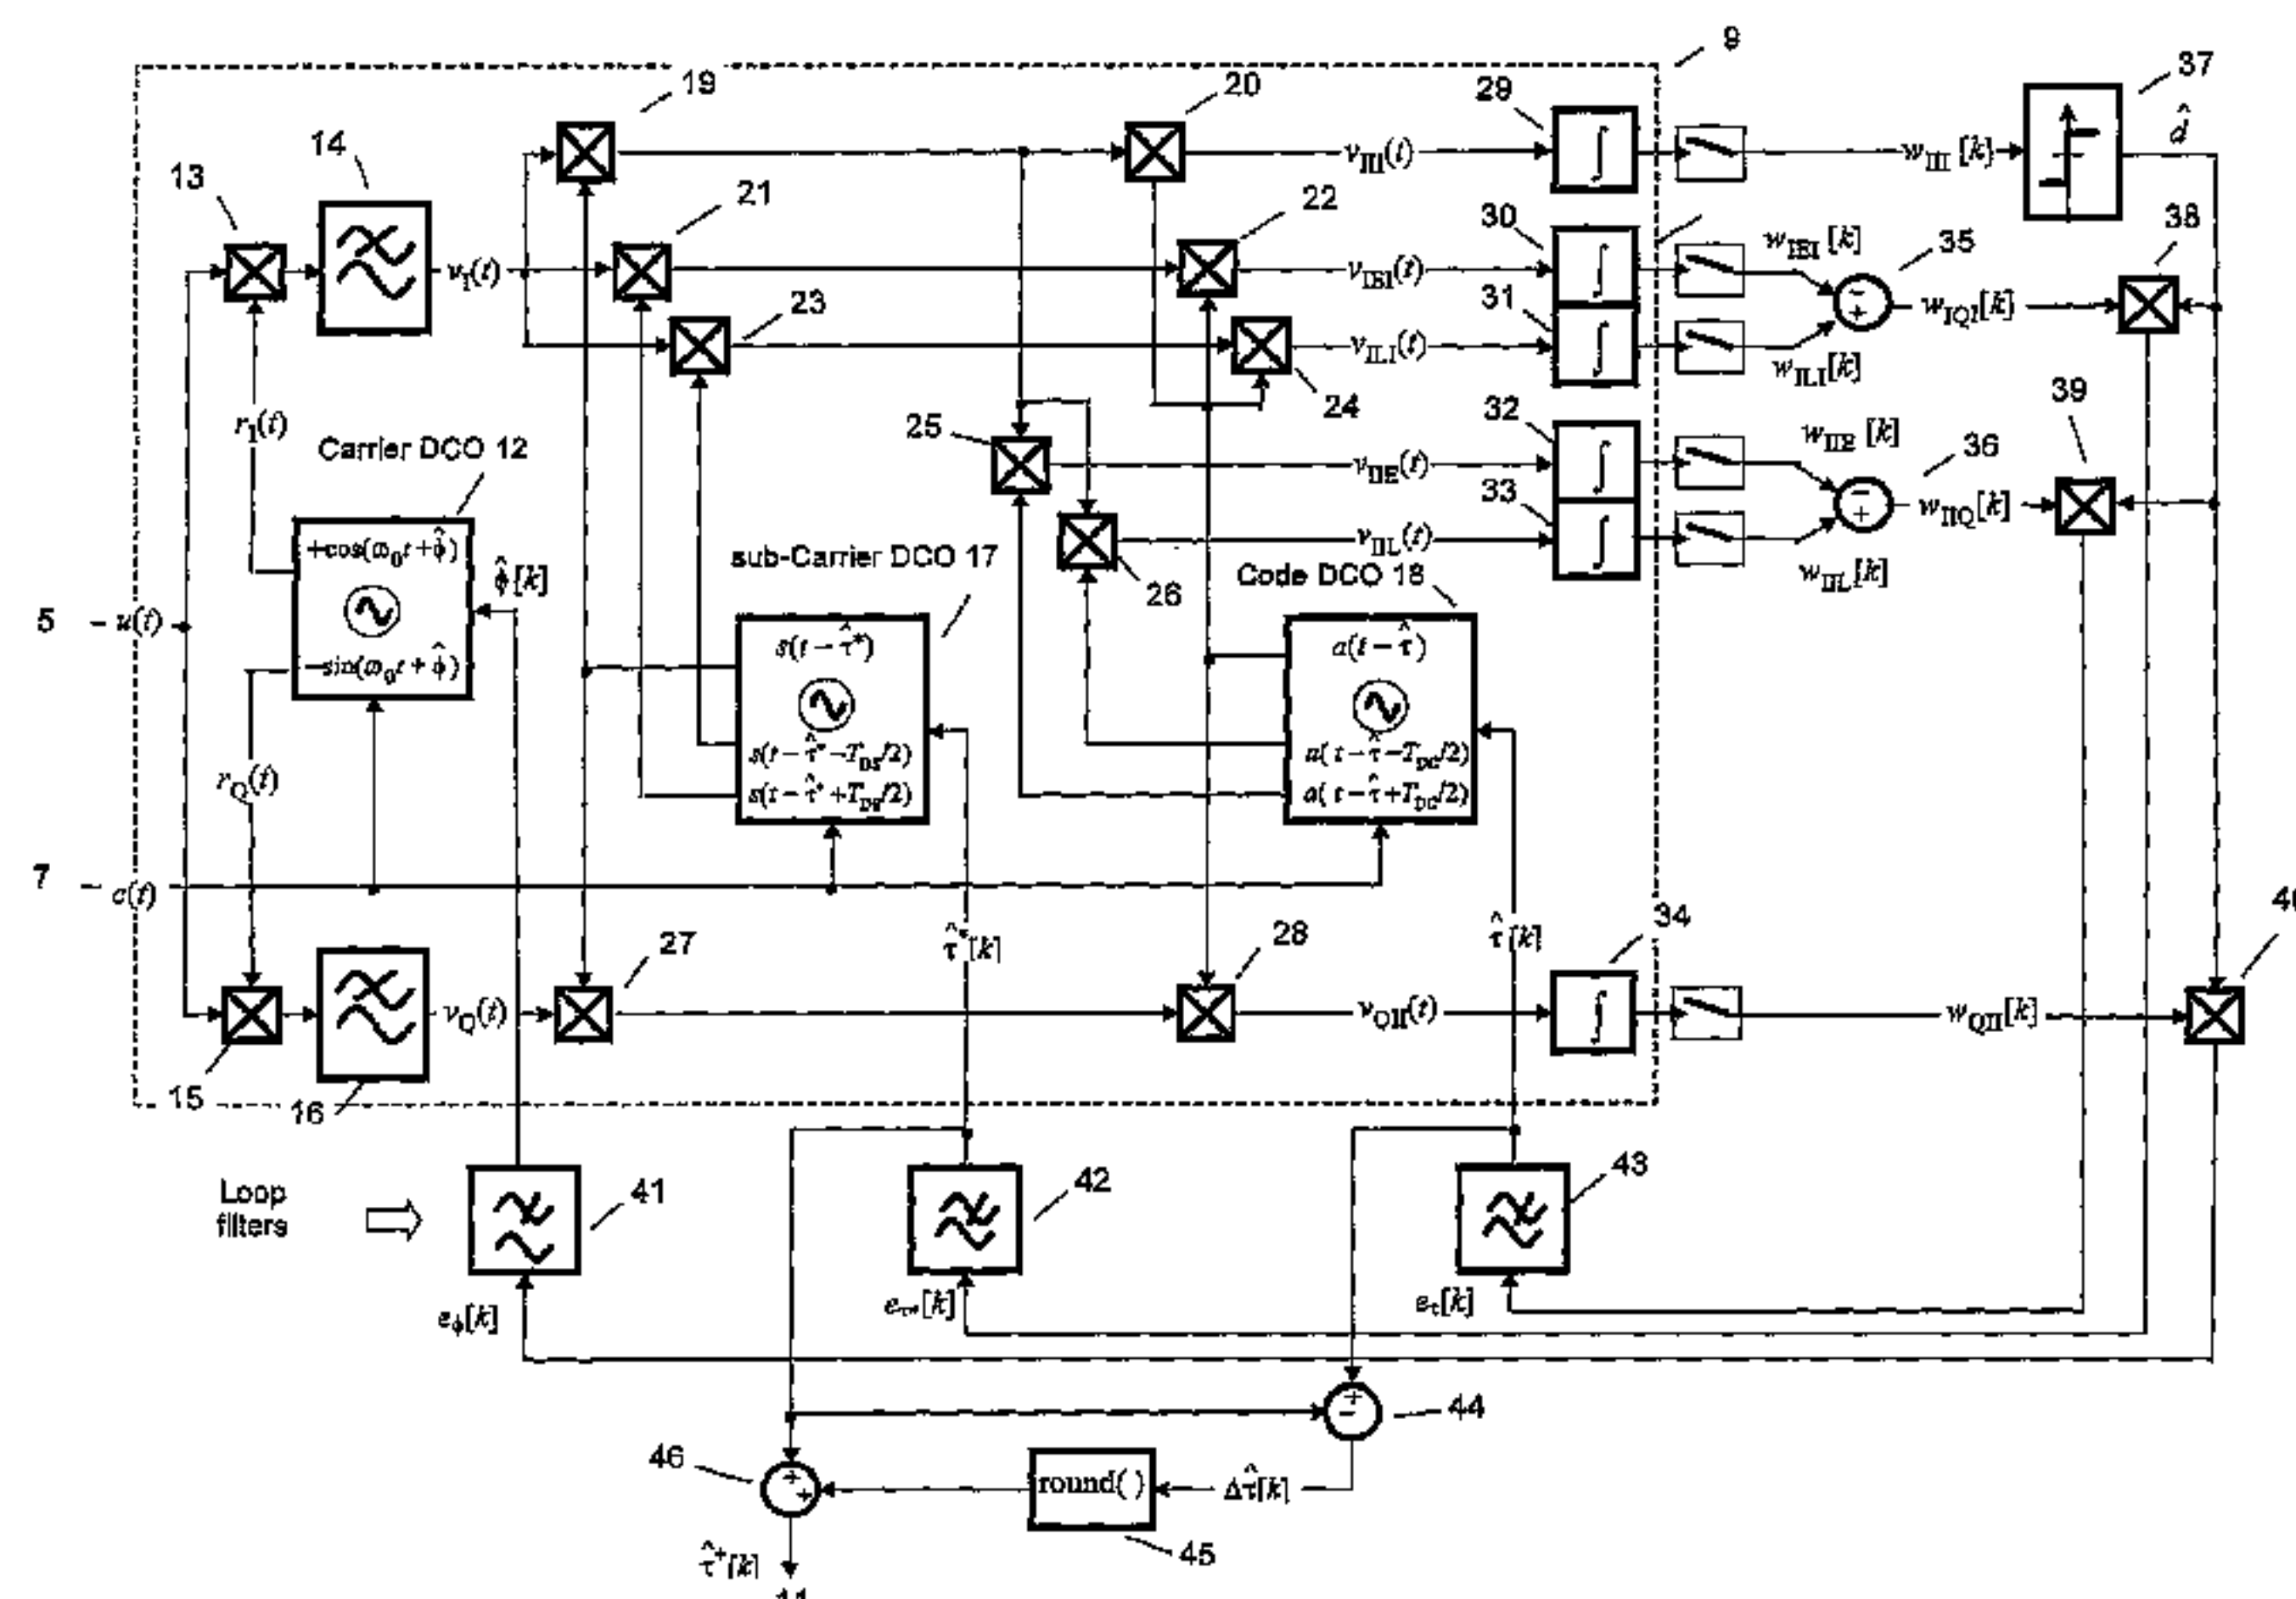 9
19
20
29
37
d̂
14
v_III(t)
w_III [k]
13
21
22
30
w_IEI [k]
35
38
v_I(t)
v_IEI(t)
31
w_IQI[k]
23
v_ILI(t)
w_ILI[k]
24
39
r_I(t)
25
32
w_IIE [k]
36
Carrier DCO 12
v_IIE(t)
33
w_IIQ[k]
+cos(ω₀t + φ̂)
φ̂ [k]
sub-Carrier DCO 17
v_IIL(t)
w_IIL[k]
26
Code DCO 18
5
u(t)
s(t − τ̂*)
a(t − τ̂)
−sin(ω₀t + φ̂)
s(t − τ̂* − T_DS/2)
a( t − τ̂ − T_DC/2)
r_Q(t)
s(t − τ̂* + T_DS/2)
a( t − τ̂ + T_DC/2)
7
c(t)
34
27
τ̂*[k]
28
τ̂ [k]
v_Q(t)
v_QII(t)
w_QII[k]
15
16
Loop
filters
41
42
43
e_φ[k]
e_τ*[k]
e_τ[k]
+
−
44
46
+
+
round( )
Δτ̂[k]
τ̂⁺[k]
45